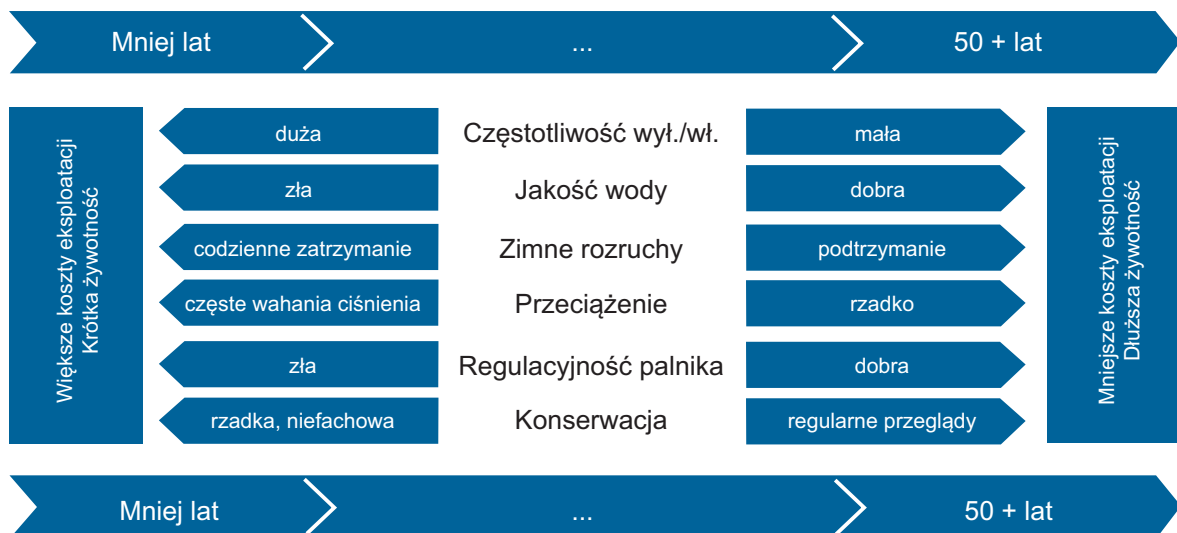 Mniej lat
...
50 + lat
Większe koszty eksploatacji
Krótka żywotność
duża
Częstotliwość wył./wł.
mała
zła
Jakość wody
dobra
codzienne zatrzymanie
Zimne rozruchy
podtrzymanie
częste wahania ciśnienia
Przeciążenie
rzadko
zła
Regulacyjność palnika
dobra
rzadka, niefachowa
Konserwacja
regularne przeglądy
Mniejsze koszty eksploatacji
Dłuższa żywotność
Mniej lat
...
50 + lat